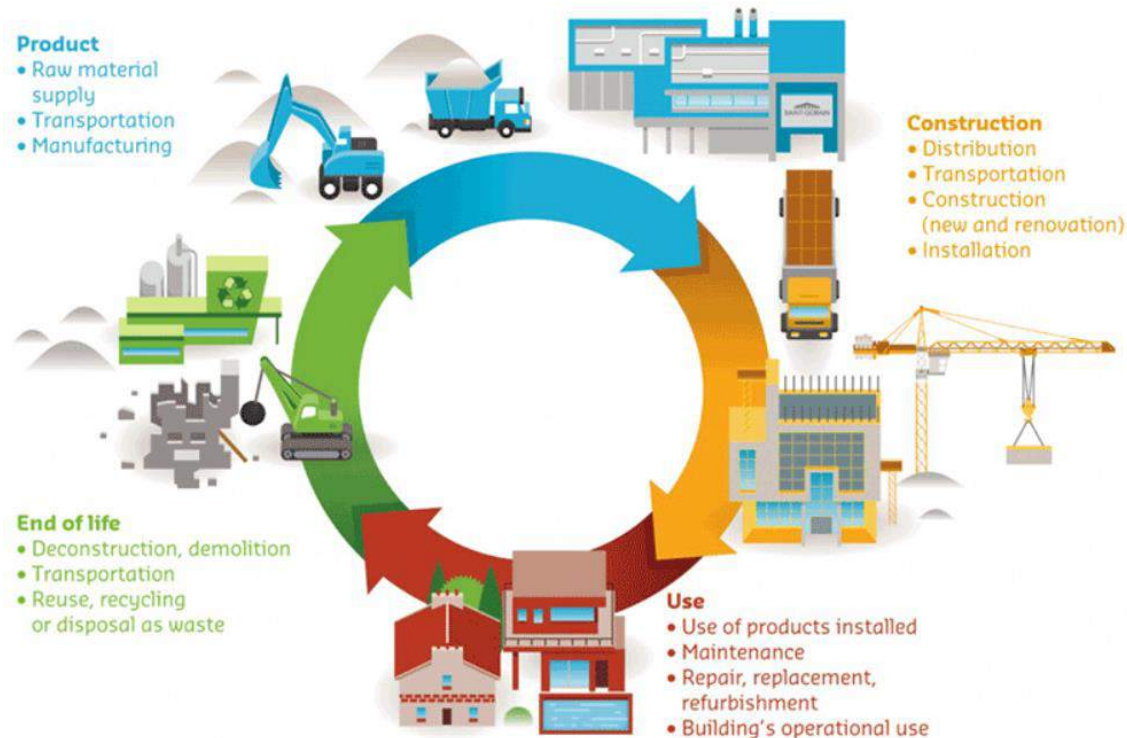 Product
• Raw material
supply
• Transportation
• Manufacturing
SAINT-GOBAIN
Construction
• Distribution
• Transportation
• Construction
(new and renovation)
• Installation
End of life
• Deconstruction, demolition
• Transportation
• Reuse, recycling
or disposal as waste
Use
• Use of products installed
• Maintenance
• Repair, replacement,
refurbishment
• Building's operational use